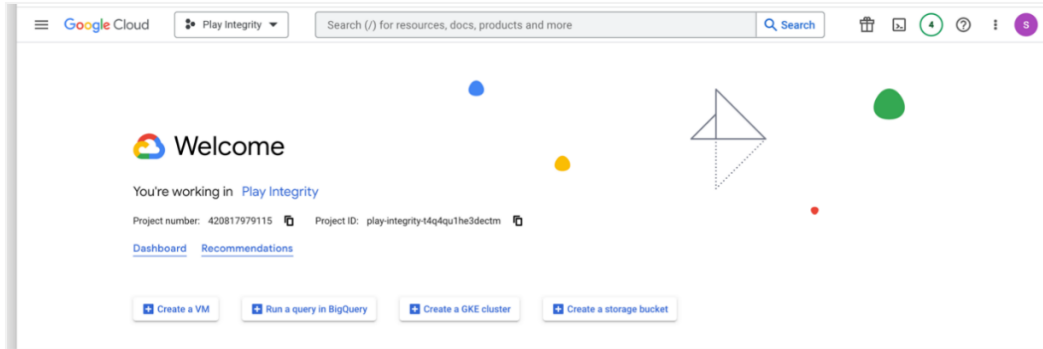 Google Cloud Play Integrity Search (/) for resources, docs, products and more Search 4 S
Welcome
You're working in Play Integrity
Project number: 420817979115 Project ID: play-integrity-t4q4qu1he3dectm
Dashboard Recommendations
Create a VM Run a query in BigQuery Create a GKE cluster Create a storage bucket